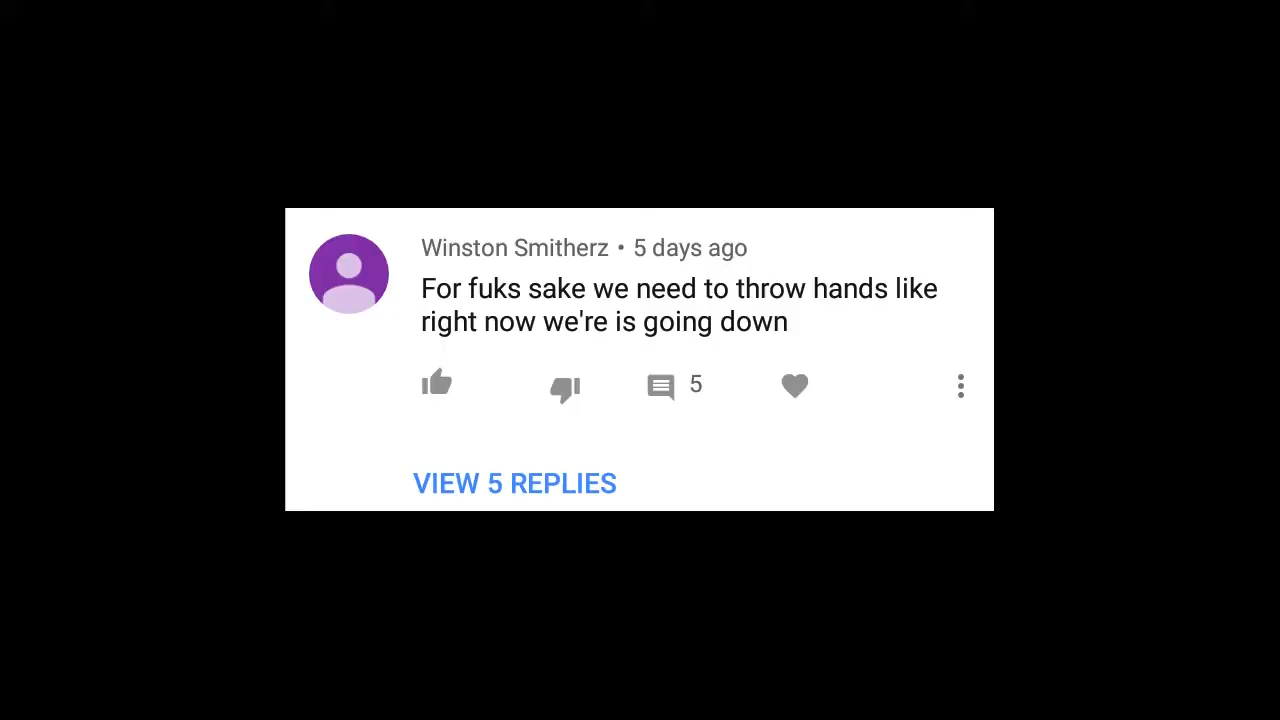 Winston Smitherz • 5 days ago
For fuks sake we need to throw hands like
right now we're is going down
5
VIEW 5 REPLIES